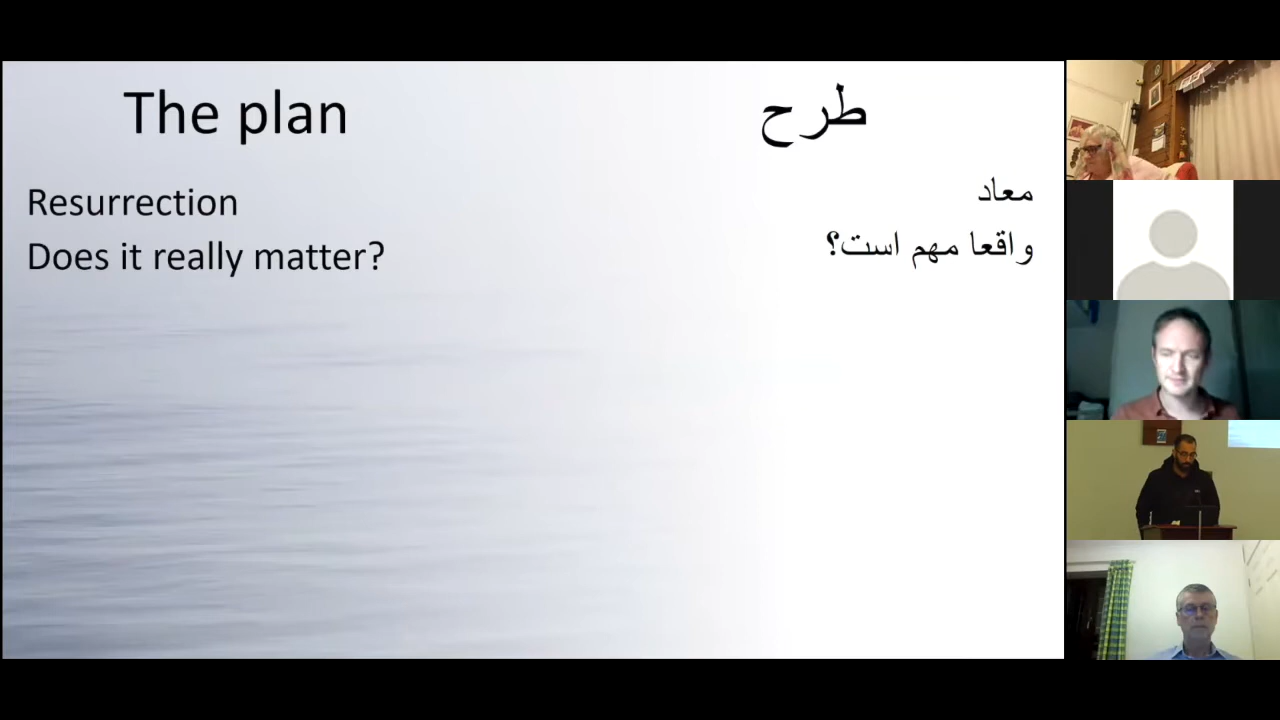 The plan
طرح
Resurrection
Does it really matter?
معاد
واقعا مهم است؟